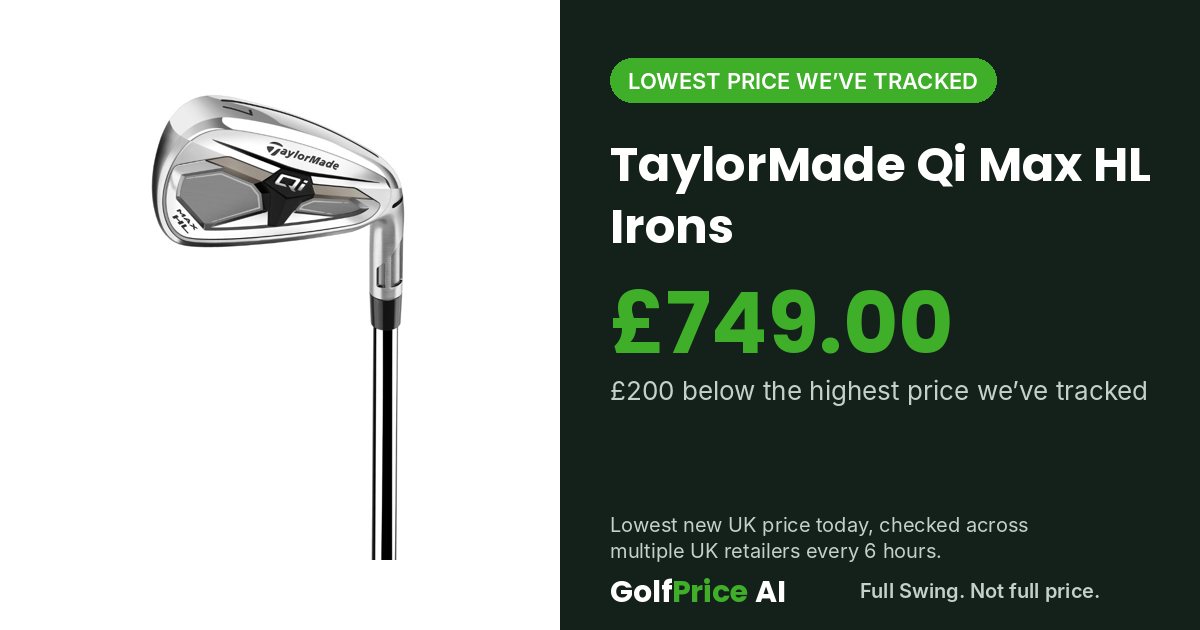 7
TaylorMade
Qi
MAX
HL
LOWEST PRICE WE’VE TRACKED
TaylorMade Qi Max HL
Irons
£749.00
£200 below the highest price we’ve tracked
Lowest new UK price today, checked across
multiple UK retailers every 6 hours.
GolfPrice AI
Full Swing. Not full price.